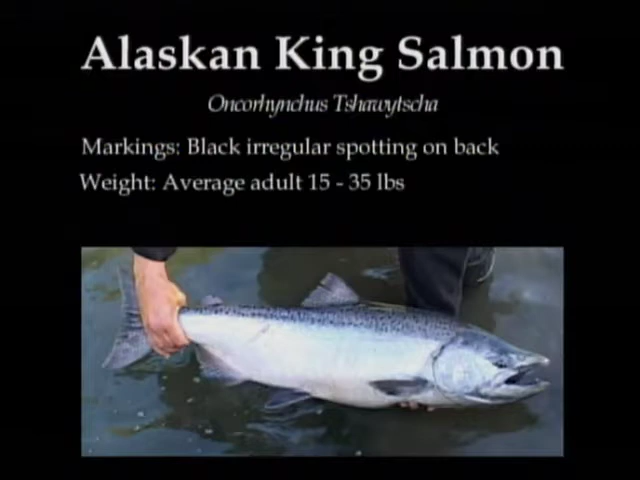 Alaskan King Salmon
Oncorhynchus Tshawytscha
Markings: Black irregular spotting on back
Weight: Average adult 15 - 35 lbs